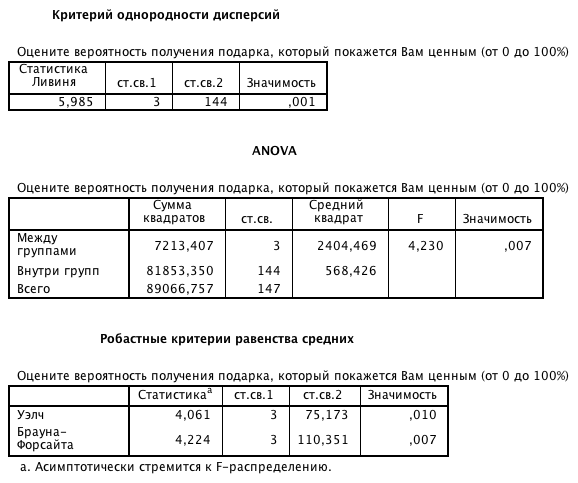 Критерий однородности дисперсий
Оцените вероятность получения подарка, который покажется Вам ценным (от 0 до 100%)
Статистика Ливиня ст.св.1 ст.св.2 Значимость
5,985 3 144 ,001
ANOVA
Оцените вероятность получения подарка, который покажется Вам ценным (от 0 до 100%)
Сумма квадратов ст.св. Средний квадрат F Значимость
Между группами 7213,407 3 2404,469 4,230 ,007
Внутри групп 81853,350 144 568,426
Всего 89066,757 147
Робастные критерии равенства средних
Оцените вероятность получения подарка, который покажется Вам ценным (от 0 до 100%)
Статистикаa ст.св.1 ст.св.2 Значимость
Уэлч 4,061 3 75,173 ,010
Брауна-Форсайта 4,224 3 110,351 ,007
a. Асимптотически стремится к F-распределению.